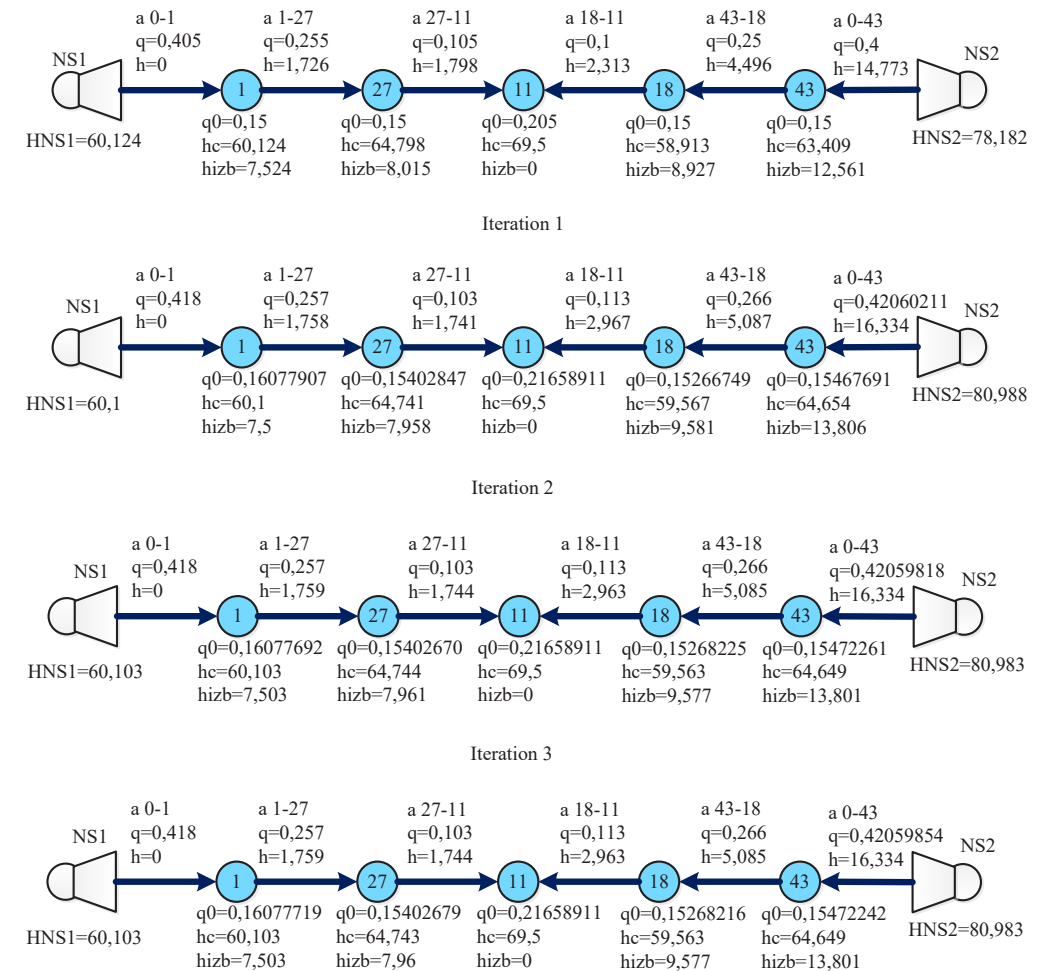 a 0-1
q=0,405
h=0
a 1-27
q=0,255
h=1,726
a 27-11
q=0,105
h=1,798
a 18-11
q=0,1
h=2,313
a 43-18
q=0,25
h=4,496
a 0-43
q=0,4
h=14,773
NS1
NS2
1
27
11
18
43
HNS1=60,124
q0=0,15
hc=60,124
hizb=7,524
q0=0,15
hc=64,798
hizb=8,015
q0=0,205
hc=69,5
hizb=0
q0=0,15
hc=58,913
hizb=8,927
q0=0,15
hc=63,409
hizb=12,561
HNS2=78,182
Iteration 1
a 0-1
q=0,418
h=0
a 1-27
q=0,257
h=1,758
a 27-11
q=0,103
h=1,741
a 18-11
q=0,113
h=2,967
a 43-18
q=0,266
h=5,087
a 0-43
q=0,42060211
h=16,334
NS1
NS2
1
27
11
18
43
HNS1=60,1
q0=0,16077907
hc=60,1
hizb=7,5
q0=0,15402847
hc=64,741
hizb=7,958
q0=0,21658911
hc=69,5
hizb=0
q0=0,15266749
hc=59,567
hizb=9,581
q0=0,15467691
hc=64,654
hizb=13,806
HNS2=80,988
Iteration 2
a 0-1
q=0,418
h=0
a 1-27
q=0,257
h=1,759
a 27-11
q=0,103
h=1,744
a 18-11
q=0,113
h=2,963
a 43-18
q=0,266
h=5,085
a 0-43
q=0,42059818
h=16,334
NS1
NS2
1
27
11
18
43
HNS1=60,103
q0=0,16077692
hc=60,103
hizb=7,503
q0=0,15402670
hc=64,744
hizb=7,961
q0=0,21658911
hc=69,5
hizb=0
q0=0,15268225
hc=59,563
hizb=9,577
q0=0,15472261
hc=64,649
hizb=13,801
HNS2=80,983
Iteration 3
a 0-1
q=0,418
h=0
a 1-27
q=0,257
h=1,759
a 27-11
q=0,103
h=1,744
a 18-11
q=0,113
h=2,963
a 43-18
q=0,266
h=5,085
a 0-43
q=0,42059854
h=16,334
NS1
NS2
1
27
11
18
43
HNS1=60,103
q0=0,16077719
hc=60,103
hizb=7,503
q0=0,15402679
hc=64,743
hizb=7,96
q0=0,21658911
hc=69,5
hizb=0
q0=0,15268216
hc=59,563
hizb=9,577
q0=0,15472242
hc=64,649
hizb=13,801
HNS2=80,983